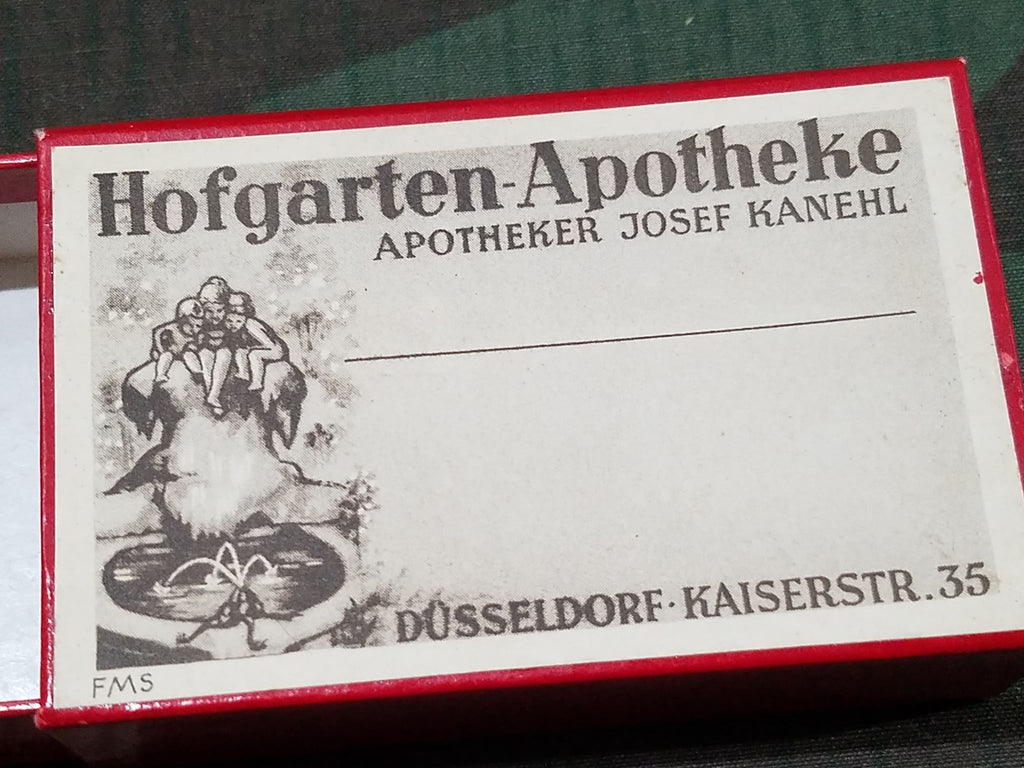 Hofgarten-Apotheke
APOTHEKER JOSEF KANEHL
DÜSSELDORF · KAISERSTR. 35
FMS